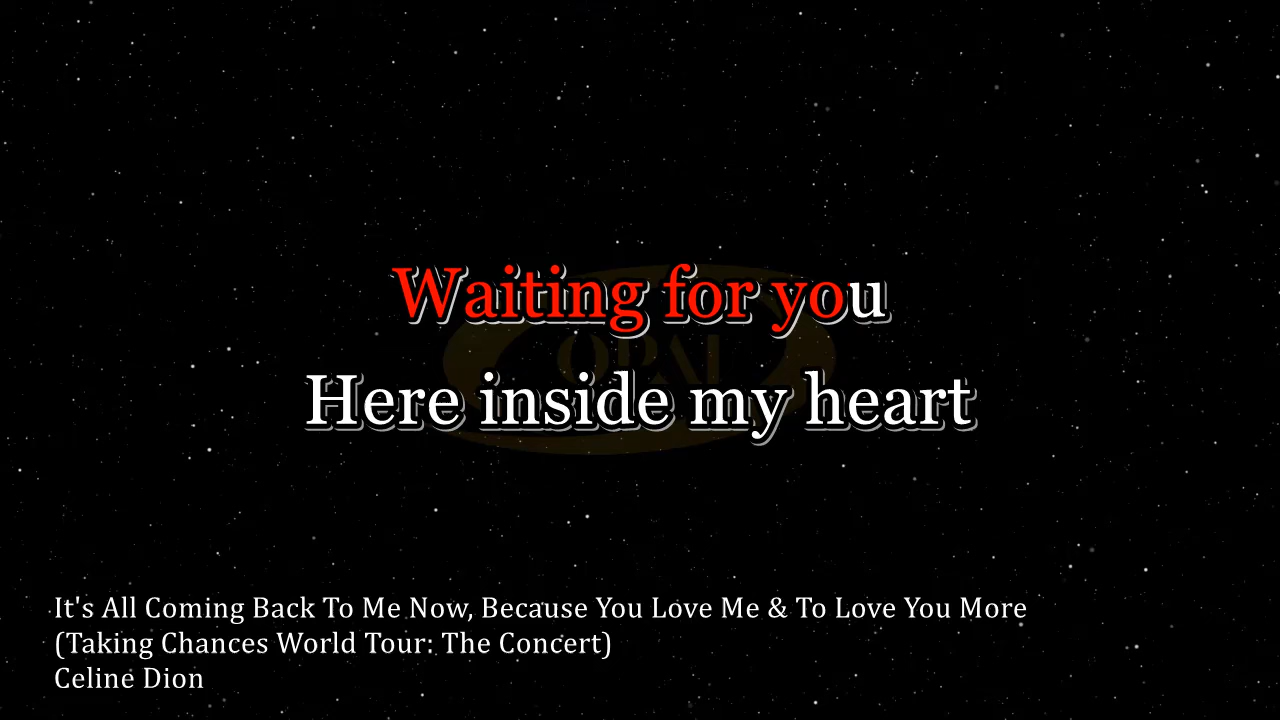 Waiting for you
OPAL
Here inside my heart
It's All Coming Back To Me Now, Because You Love Me & To Love You More
(Taking Chances World Tour: The Concert)
Celine Dion